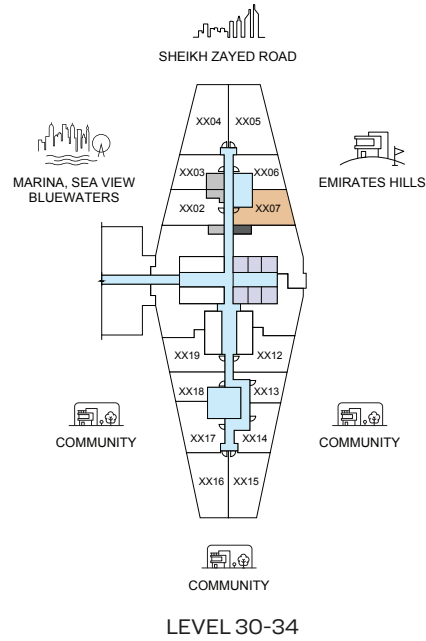 SHEIKH ZAYED ROAD
XX04
XX05
MARINA, SEA VIEW
BLUEWATERS
EMIRATES HILLS
XX03
XX06
XX02
XX07
XX19
XX12
XX18
XX13
COMMUNITY
COMMUNITY
XX17
XX14
XX16
XX15
COMMUNITY
LEVEL 30-34